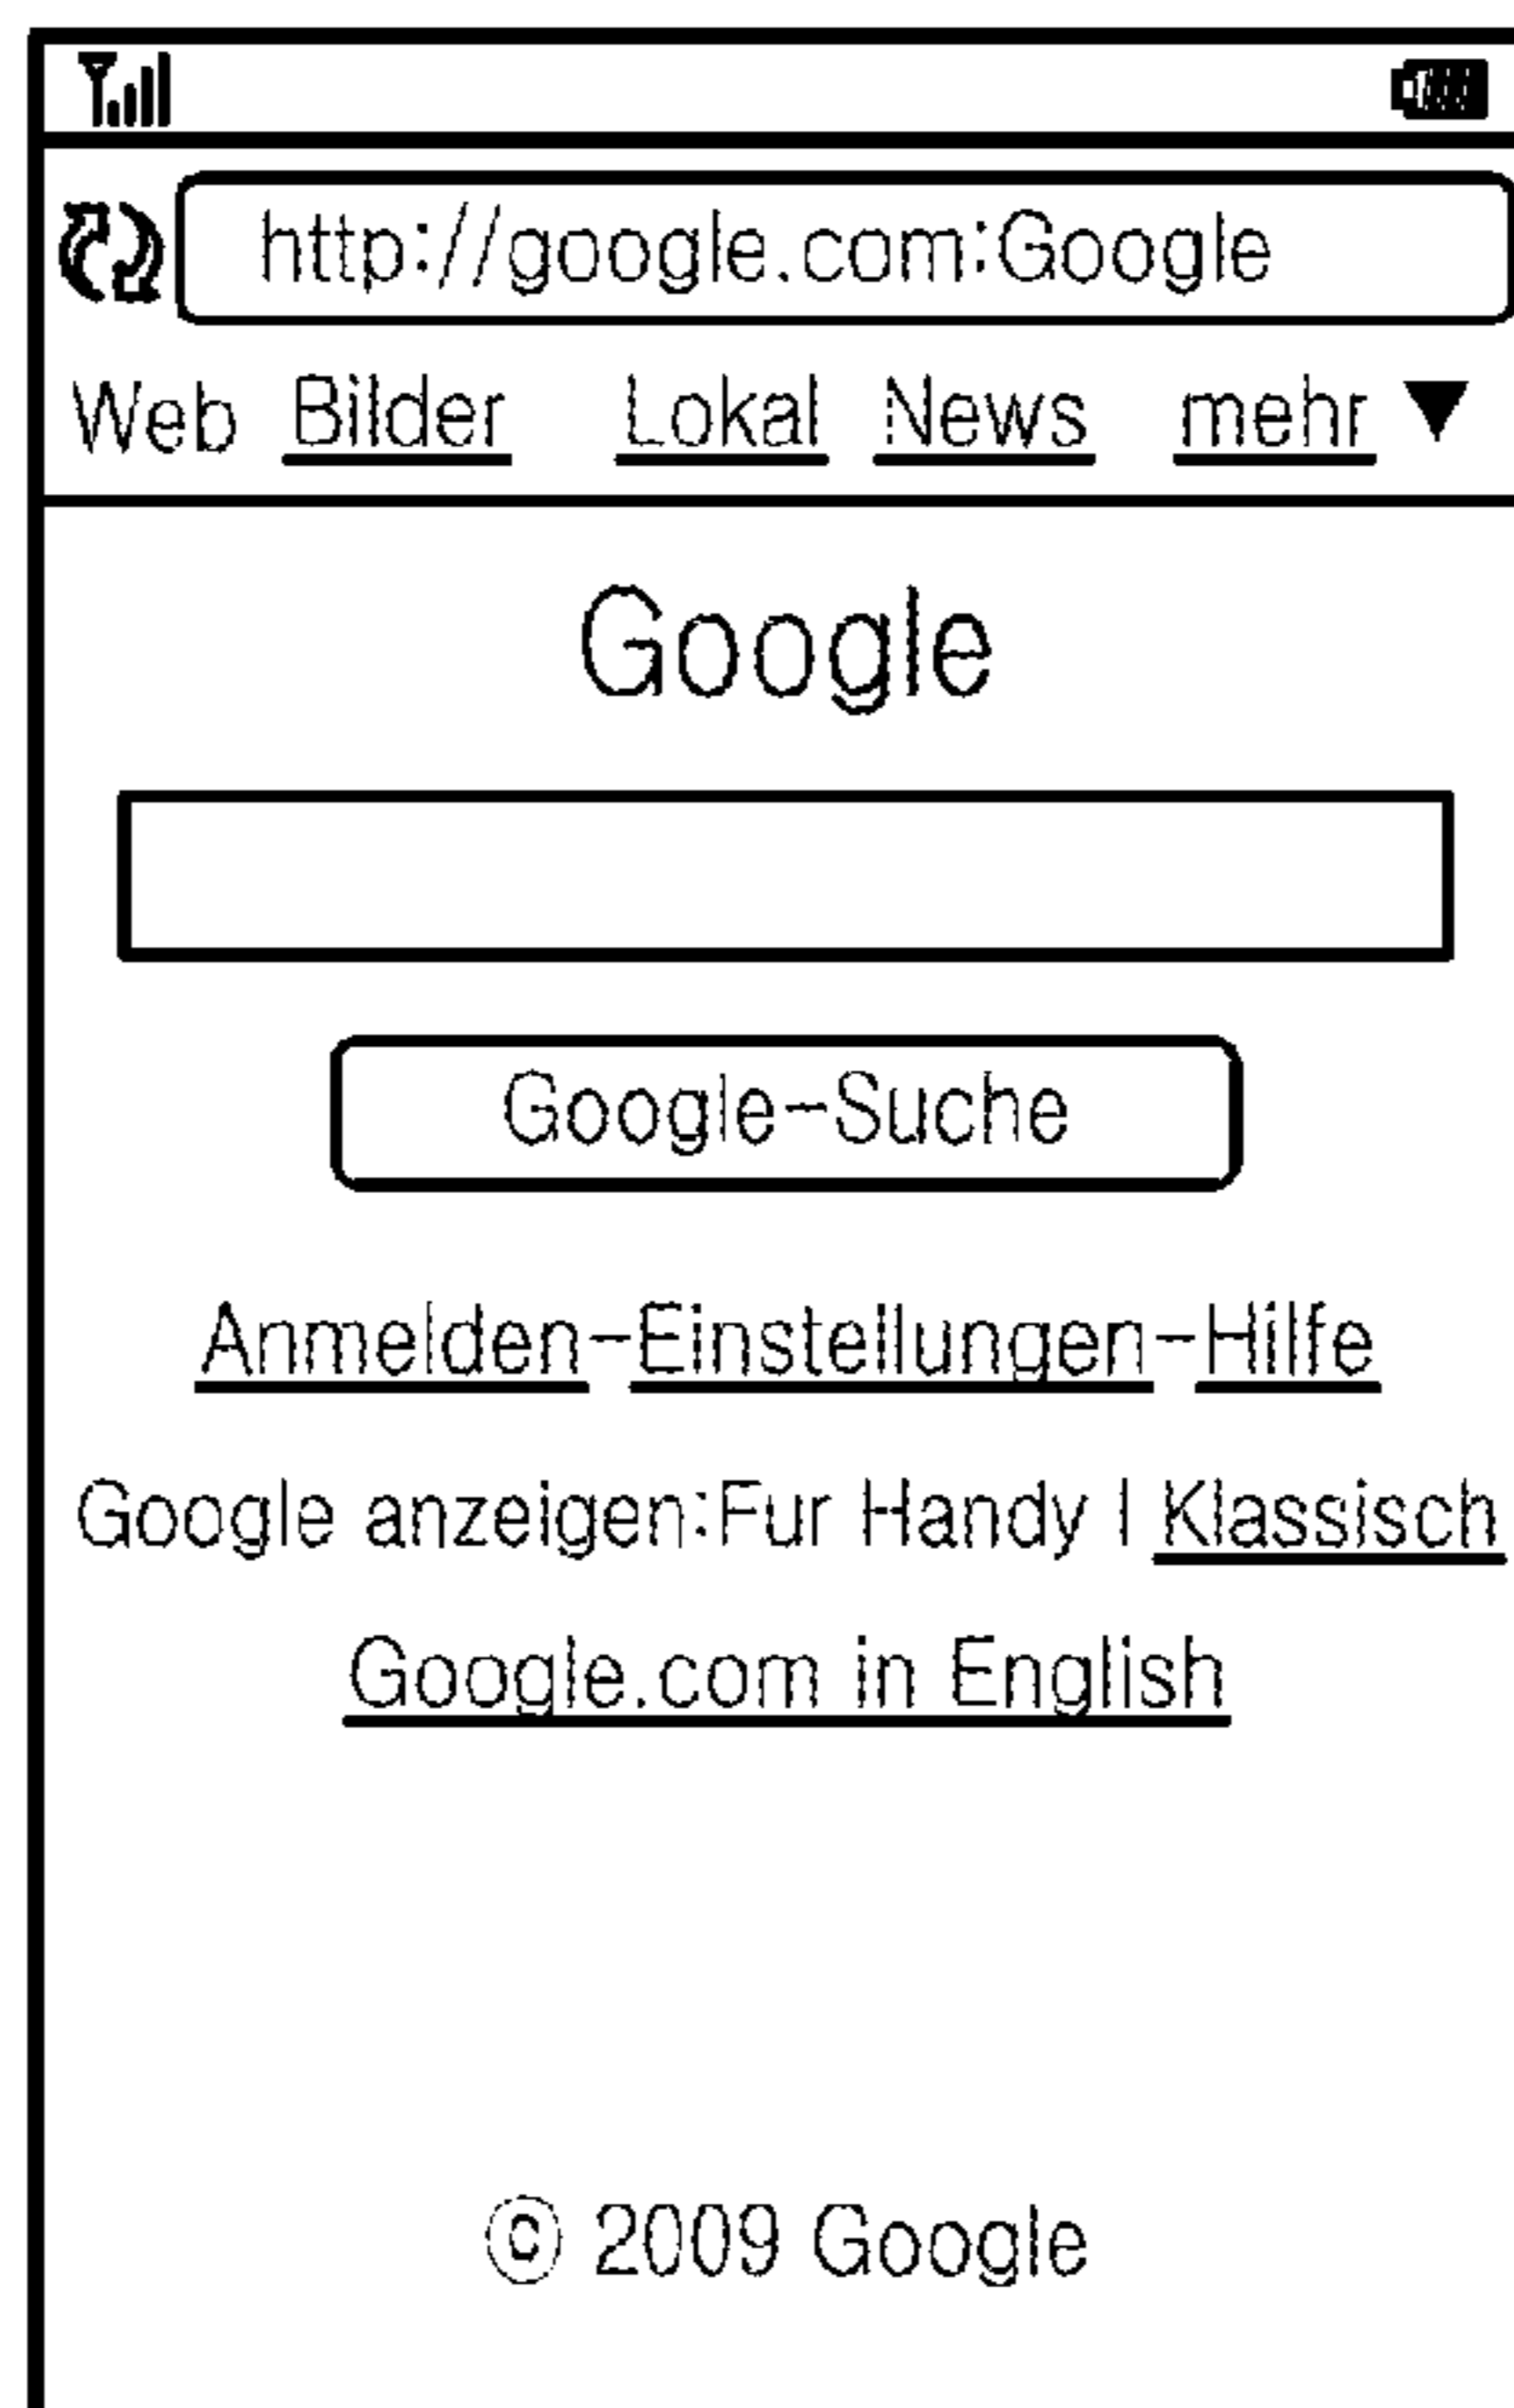 http://google.com:Google
Web Bilder Lokal News mehr ▼
Google
Google-Suche
Anmelden-Einstellungen-Hilfe
Google anzeigen:Fur Handy | Klassisch
Google.com in English
© 2009 Google